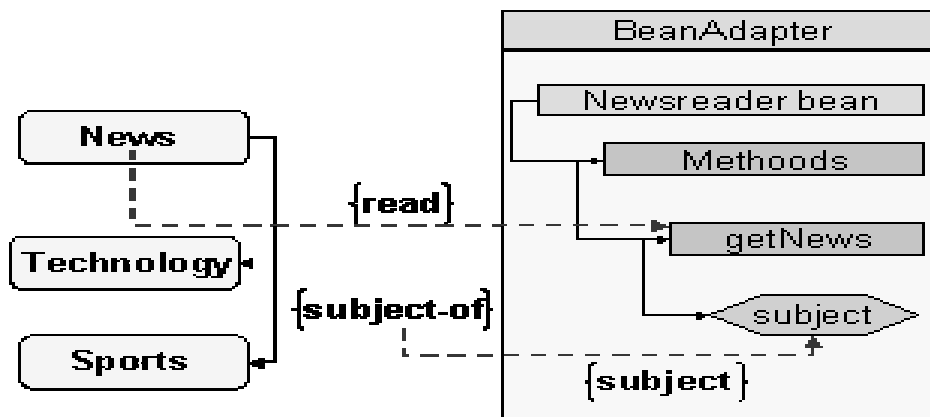 BeanAdapter
Newsreader bean
News
Methoods
{read}
getNews
Technology
{subject-of}
subject
Sports
{subject}